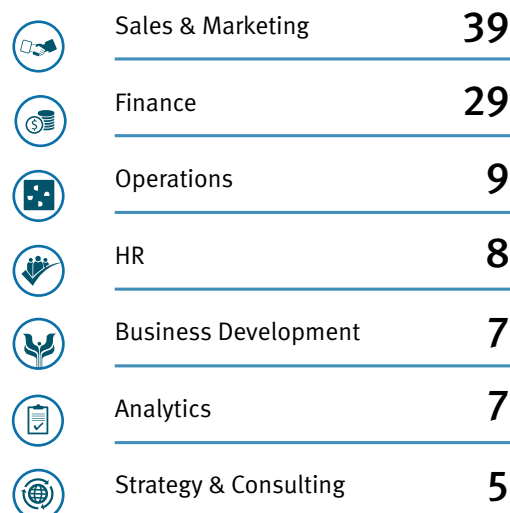 Sales & Marketing 39
Finance 29
Operations 9
HR 8
Business Development 7
Analytics 7
Strategy & Consulting 5